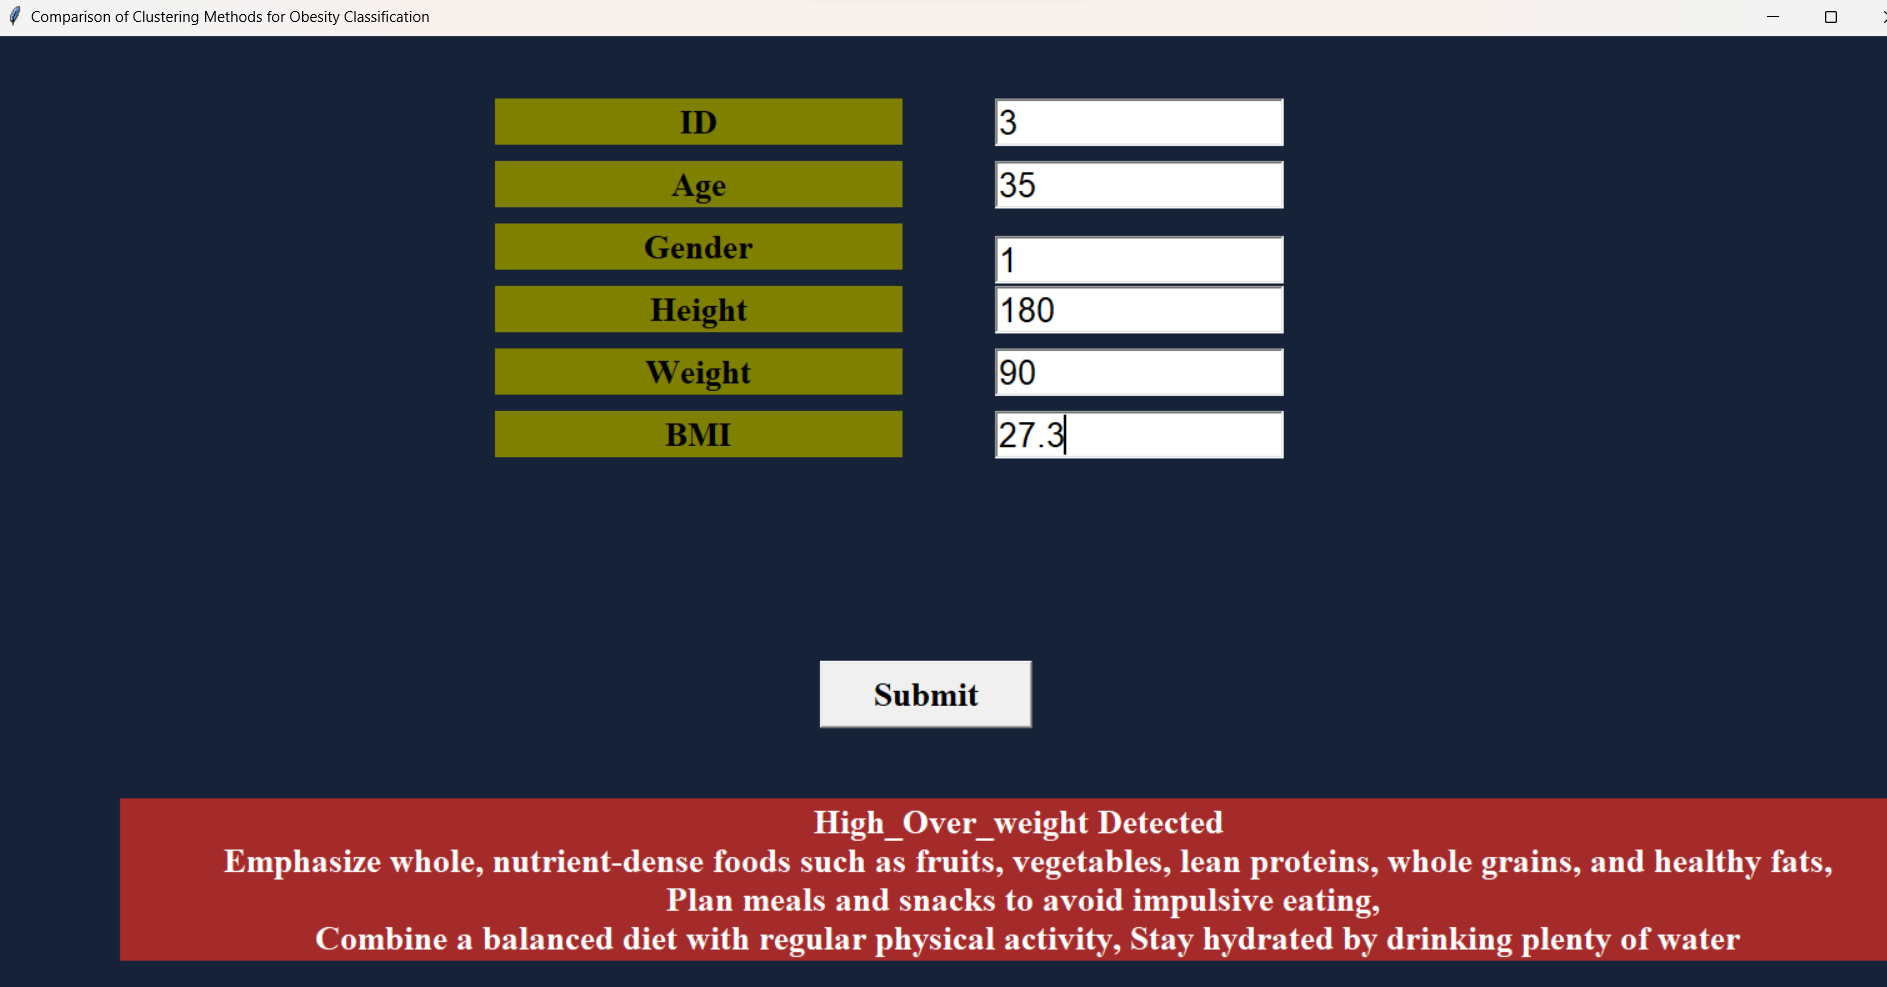 Comparison of Clustering Methods for Obesity Classification
ID 3
Age 35
Gender 1
Height 180
Weight 90
BMI 27.3
Submit
High_Over_weight Detected
Emphasize whole, nutrient-dense foods such as fruits, vegetables, lean proteins, whole grains, and healthy fats,
Plan meals and snacks to avoid impulsive eating,
Combine a balanced diet with regular physical activity, Stay hydrated by drinking plenty of water